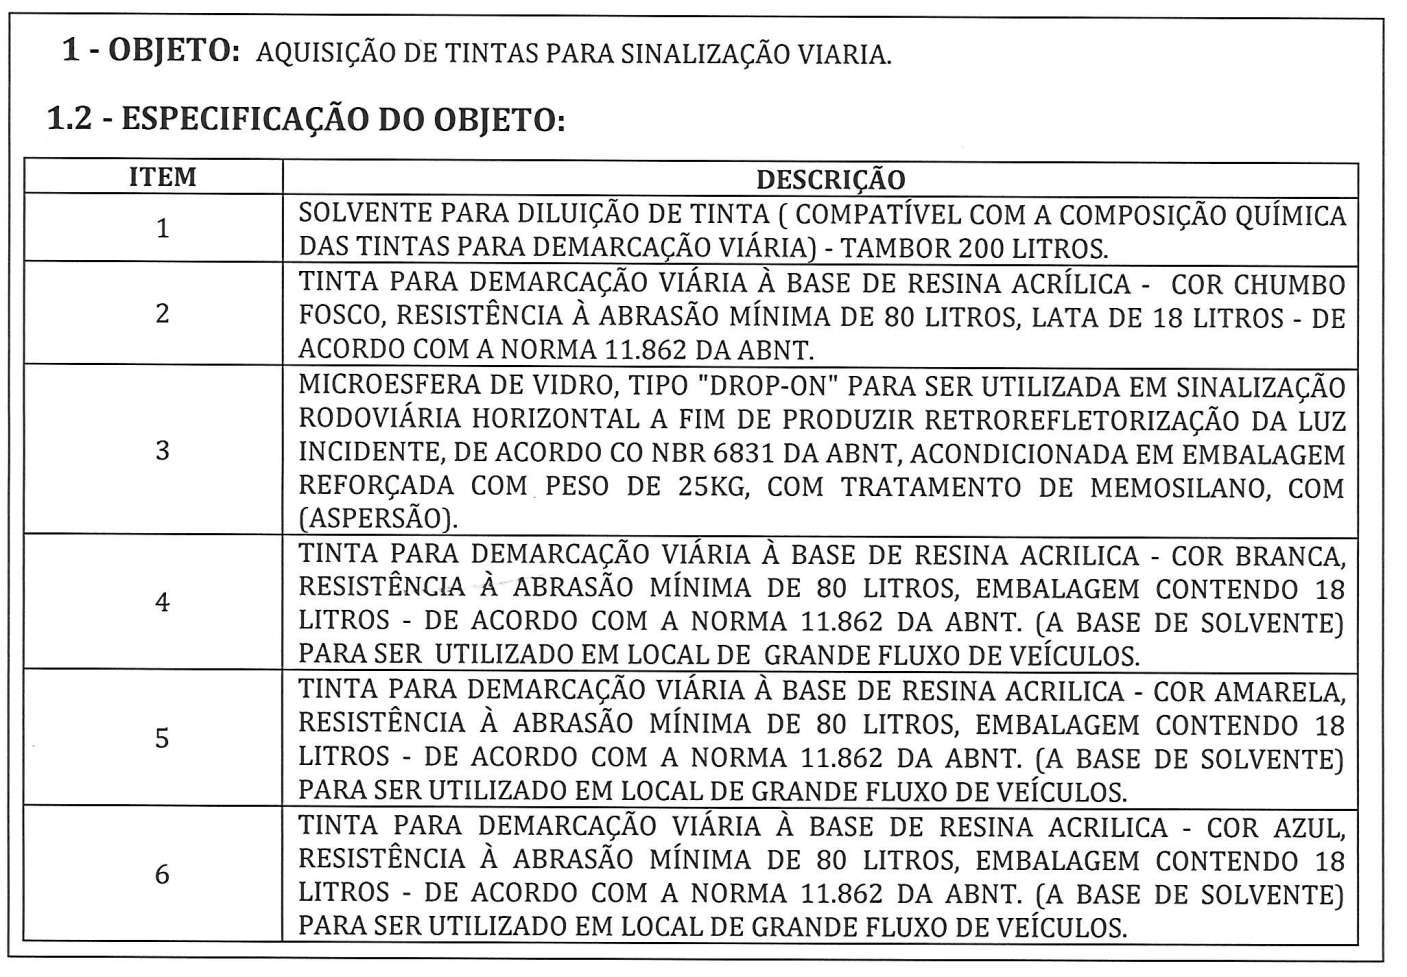 1 - OBJETO: AQUISIÇÃO DE TINTAS PARA SINALIZAÇÃO VIARIA.
1.2 - ESPECIFICAÇÃO DO OBJETO:
ITEM DESCRIÇÃO
1 SOLVENTE PARA DILUIÇÃO DE TINTA ( COMPATÍVEL COM A COMPOSIÇÃO QUÍMICA
DAS TINTAS PARA DEMARCAÇÃO VIÁRIA) - TAMBOR 200 LITROS.
TINTA PARA DEMARCAÇÃO VIÁRIA À BASE DE RESINA ACRÍLICA - COR CHUMBO
2 FOSCO, RESISTÊNCIA À ABRASÃO MÍNIMA DE 80 LITROS, LATA DE 18 LITROS - DE
ACORDO COM A NORMA 11.862 DA ABNT.
MICROESFERA DE VIDRO, TIPO "DROP-ON" PARA SER UTILIZADA EM SINALIZAÇÃO
RODOVIÁRIA HORIZONTAL A FIM DE PRODUZIR RETROREFLETORIZAÇÃO DA LUZ
3 INCIDENTE, DE ACORDO CO NBR 6831 DA ABNT, ACONDICIONADA EM EMBALAGEM
REFORÇADA COM PESO DE 25KG, COM TRATAMENTO DE MEMOSILANO, COM
(ASPERSÃO).
TINTA PARA DEMARCAÇÃO VIÁRIA À BASE DE RESINA ACRILICA - COR BRANCA,
RESISTÊNCIA À ABRASÃO MÍNIMA DE 80 LITROS, EMBALAGEM CONTENDO 18
4 LITROS - DE ACORDO COM A NORMA 11.862 DA ABNT. (A BASE DE SOLVENTE)
PARA SER UTILIZADO EM LOCAL DE GRANDE FLUXO DE VEÍCULOS.
TINTA PARA DEMARCAÇÃO VIÁRIA À BASE DE RESINA ACRILICA - COR AMARELA,
RESISTÊNCIA À ABRASÃO MÍNIMA DE 80 LITROS, EMBALAGEM CONTENDO 18
5 LITROS - DE ACORDO COM A NORMA 11.862 DA ABNT. (A BASE DE SOLVENTE)
PARA SER UTILIZADO EM LOCAL DE GRANDE FLUXO DE VEÍCULOS.
TINTA PARA DEMARCAÇÃO VIÁRIA À BASE DE RESINA ACRILICA - COR AZUL,
RESISTÊNCIA À ABRASÃO MÍNIMA DE 80 LITROS, EMBALAGEM CONTENDO 18
6 LITROS - DE ACORDO COM A NORMA 11.862 DA ABNT. (A BASE DE SOLVENTE)
PARA SER UTILIZADO EM LOCAL DE GRANDE FLUXO DE VEÍCULOS.